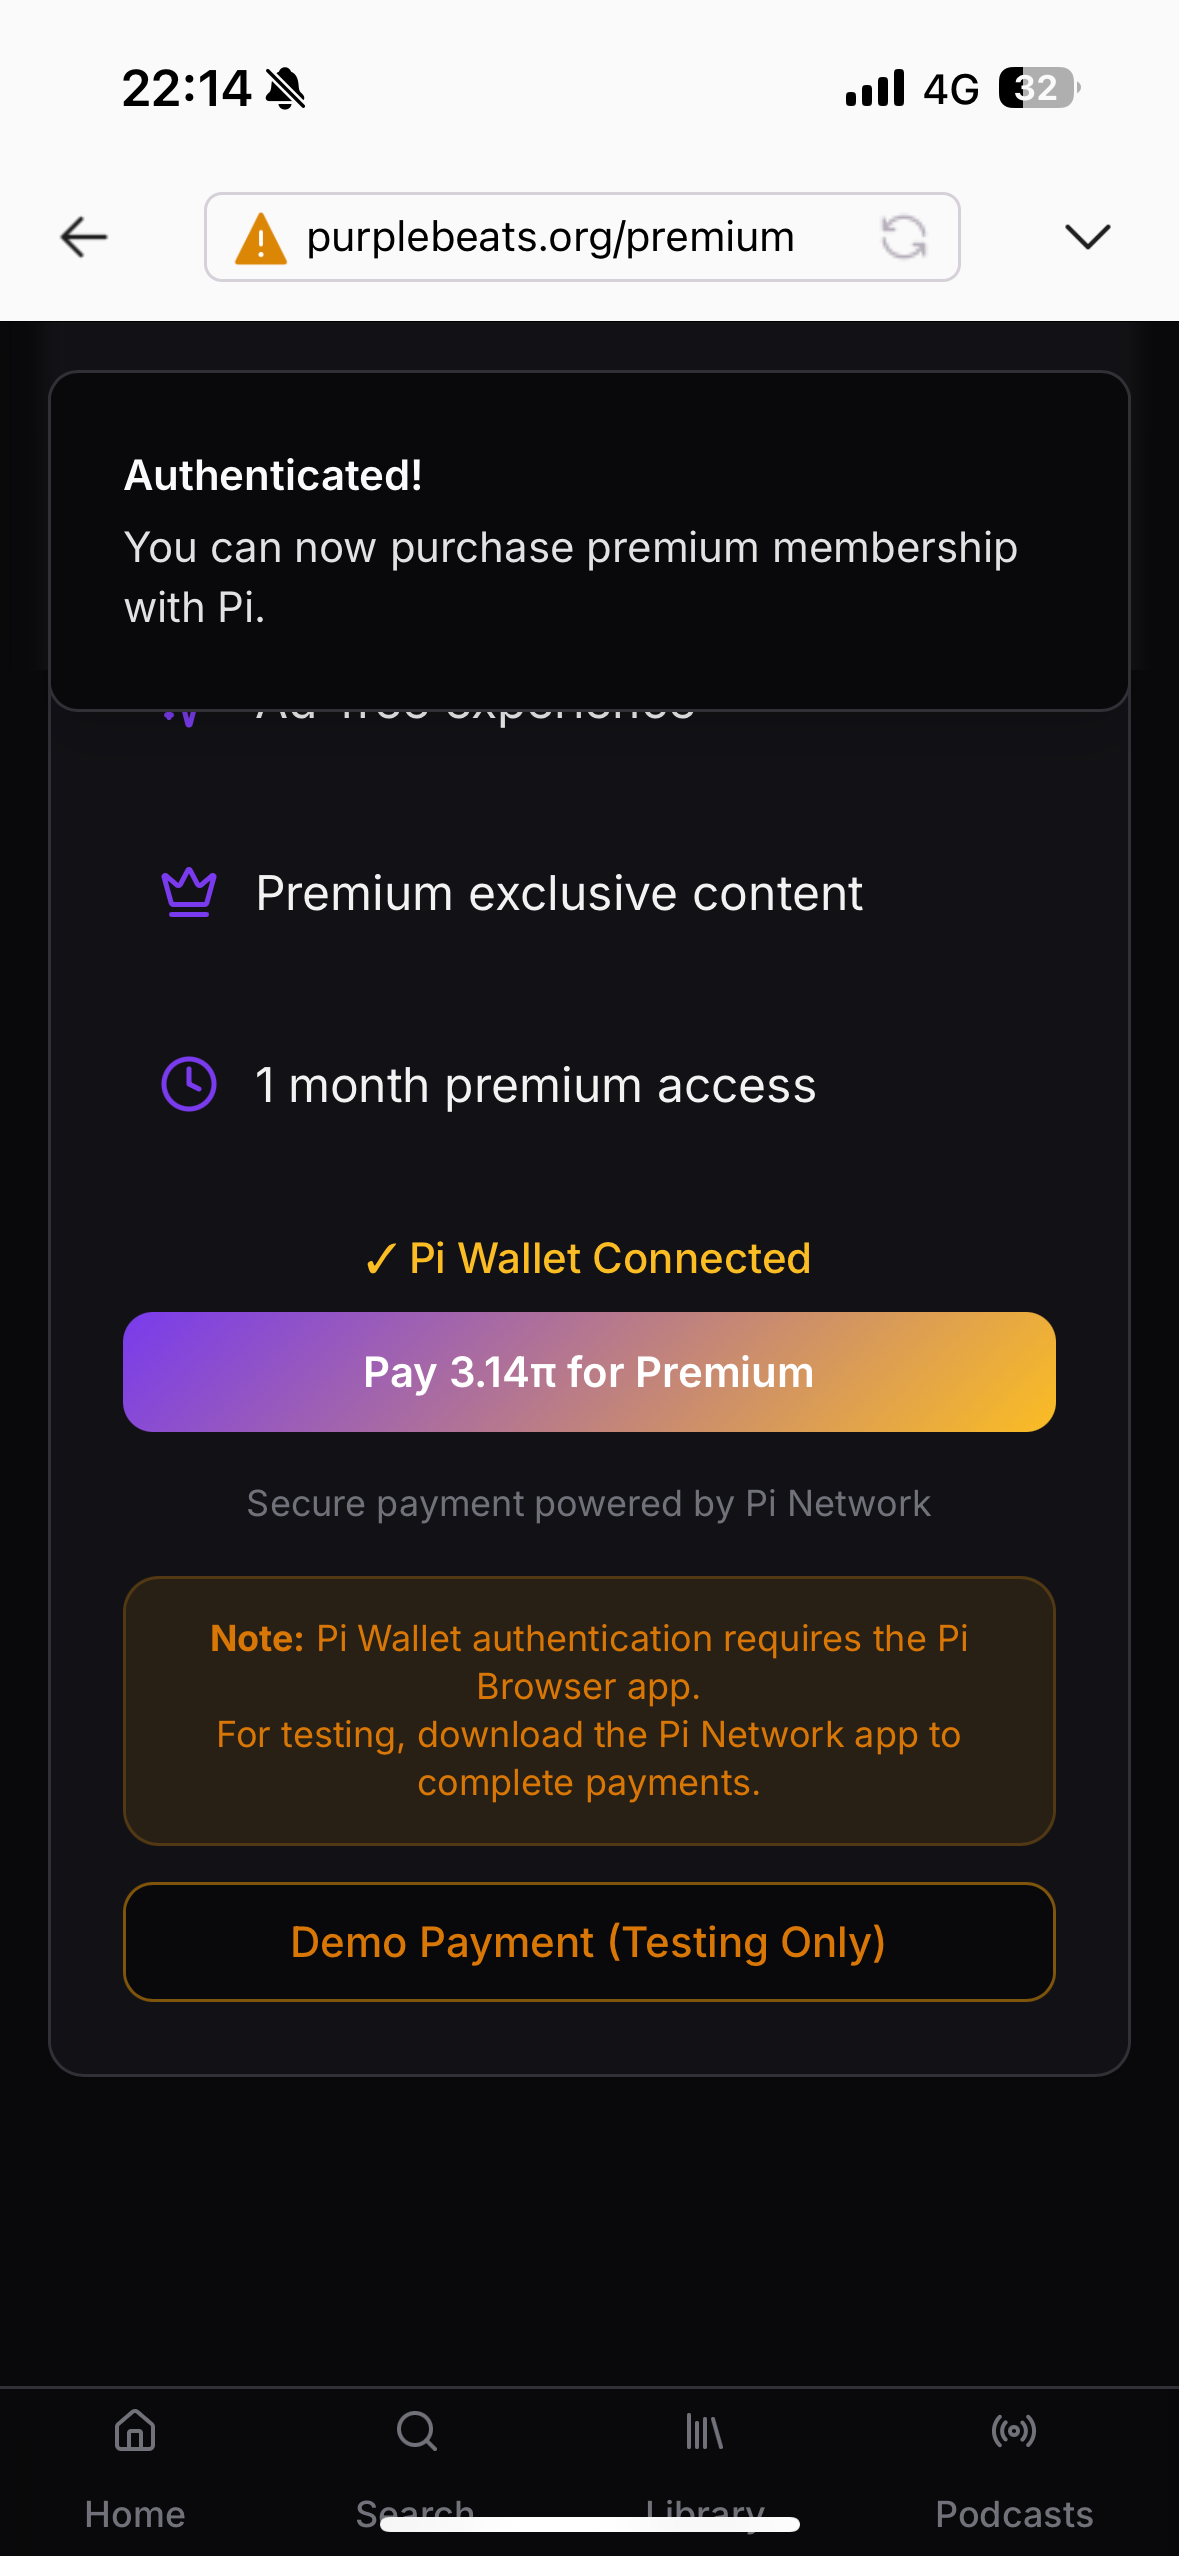 22:14
4G
32
purplebeats.org/premium
Authenticated!
You can now purchase premium membership
with Pi.
Ad-free experience
Premium exclusive content
1 month premium access
✓ Pi Wallet Connected
Pay 3.14π for Premium
Secure payment powered by Pi Network
Note: Pi Wallet authentication requires the Pi
Browser app.
For testing, download the Pi Network app to
complete payments.
Demo Payment (Testing Only)
Home
Search
Library
Podcasts